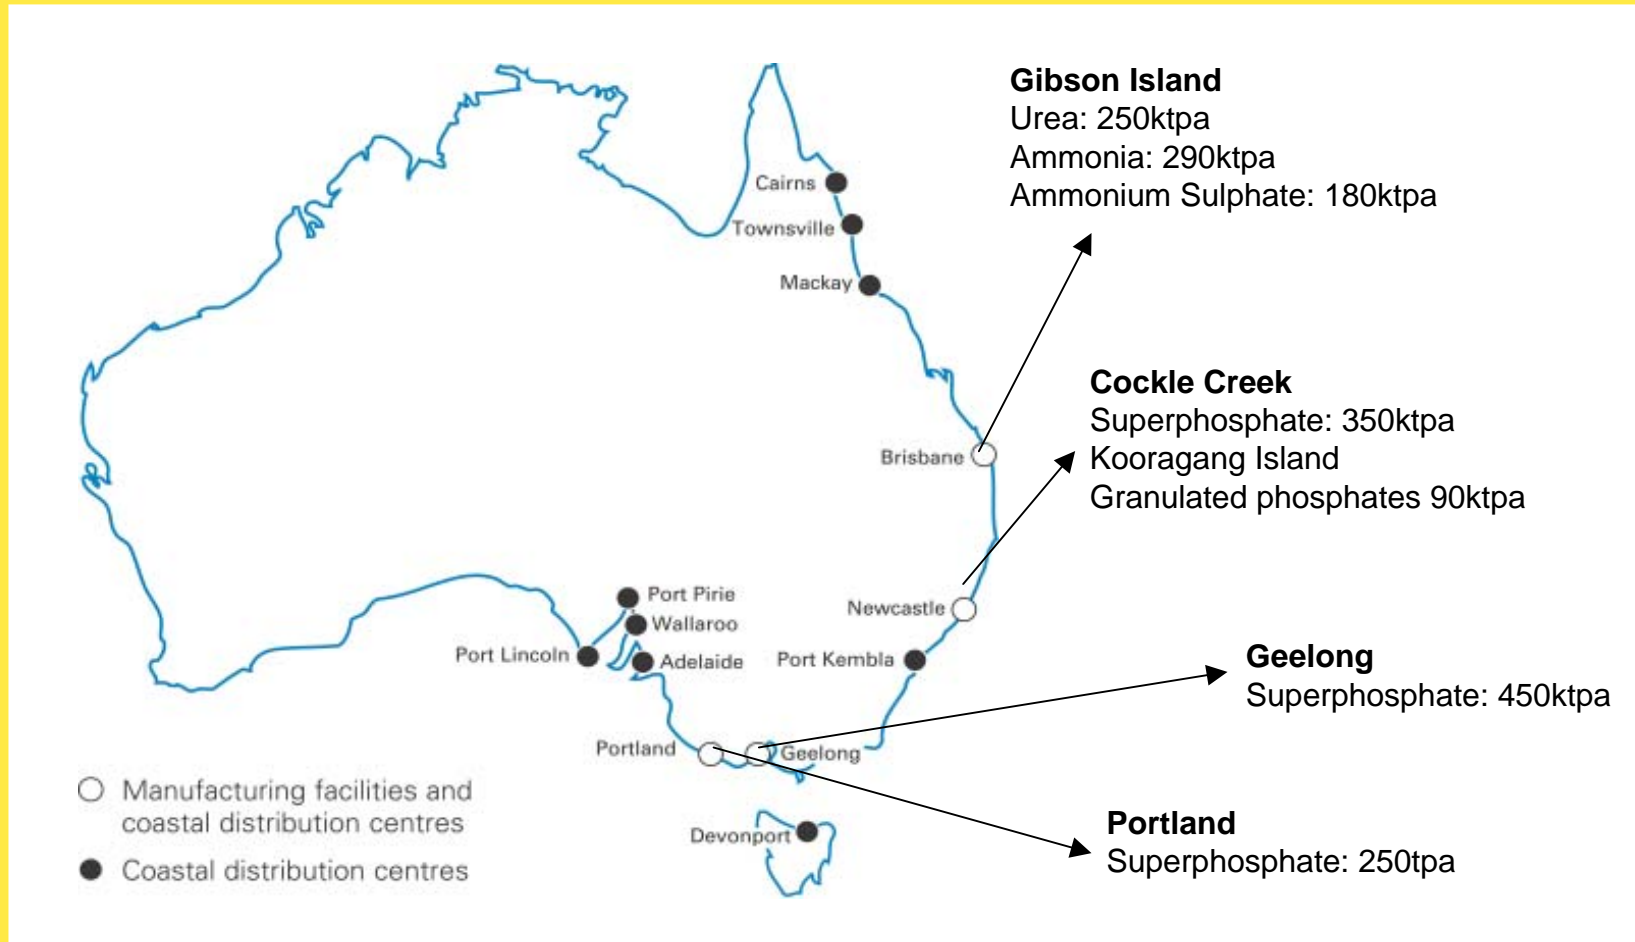 Gibson Island
Urea: 250ktpa
Ammonia: 290ktpa
Ammonium Sulphate: 180ktpa
Cairns
Townsville
Mackay
Cockle Creek
Superphosphate: 350ktpa
Kooragang Island
Granulated phosphates 90ktpa
Brisbane
Port Pirie
Wallaroo
Port Lincoln
Adelaide
Newcastle
Port Kembla
Geelong
Superphosphate: 450ktpa
Portland
Geelong
Manufacturing facilities and
coastal distribution centres
Coastal distribution centres
Devonport
Portland
Superphosphate: 250tpa